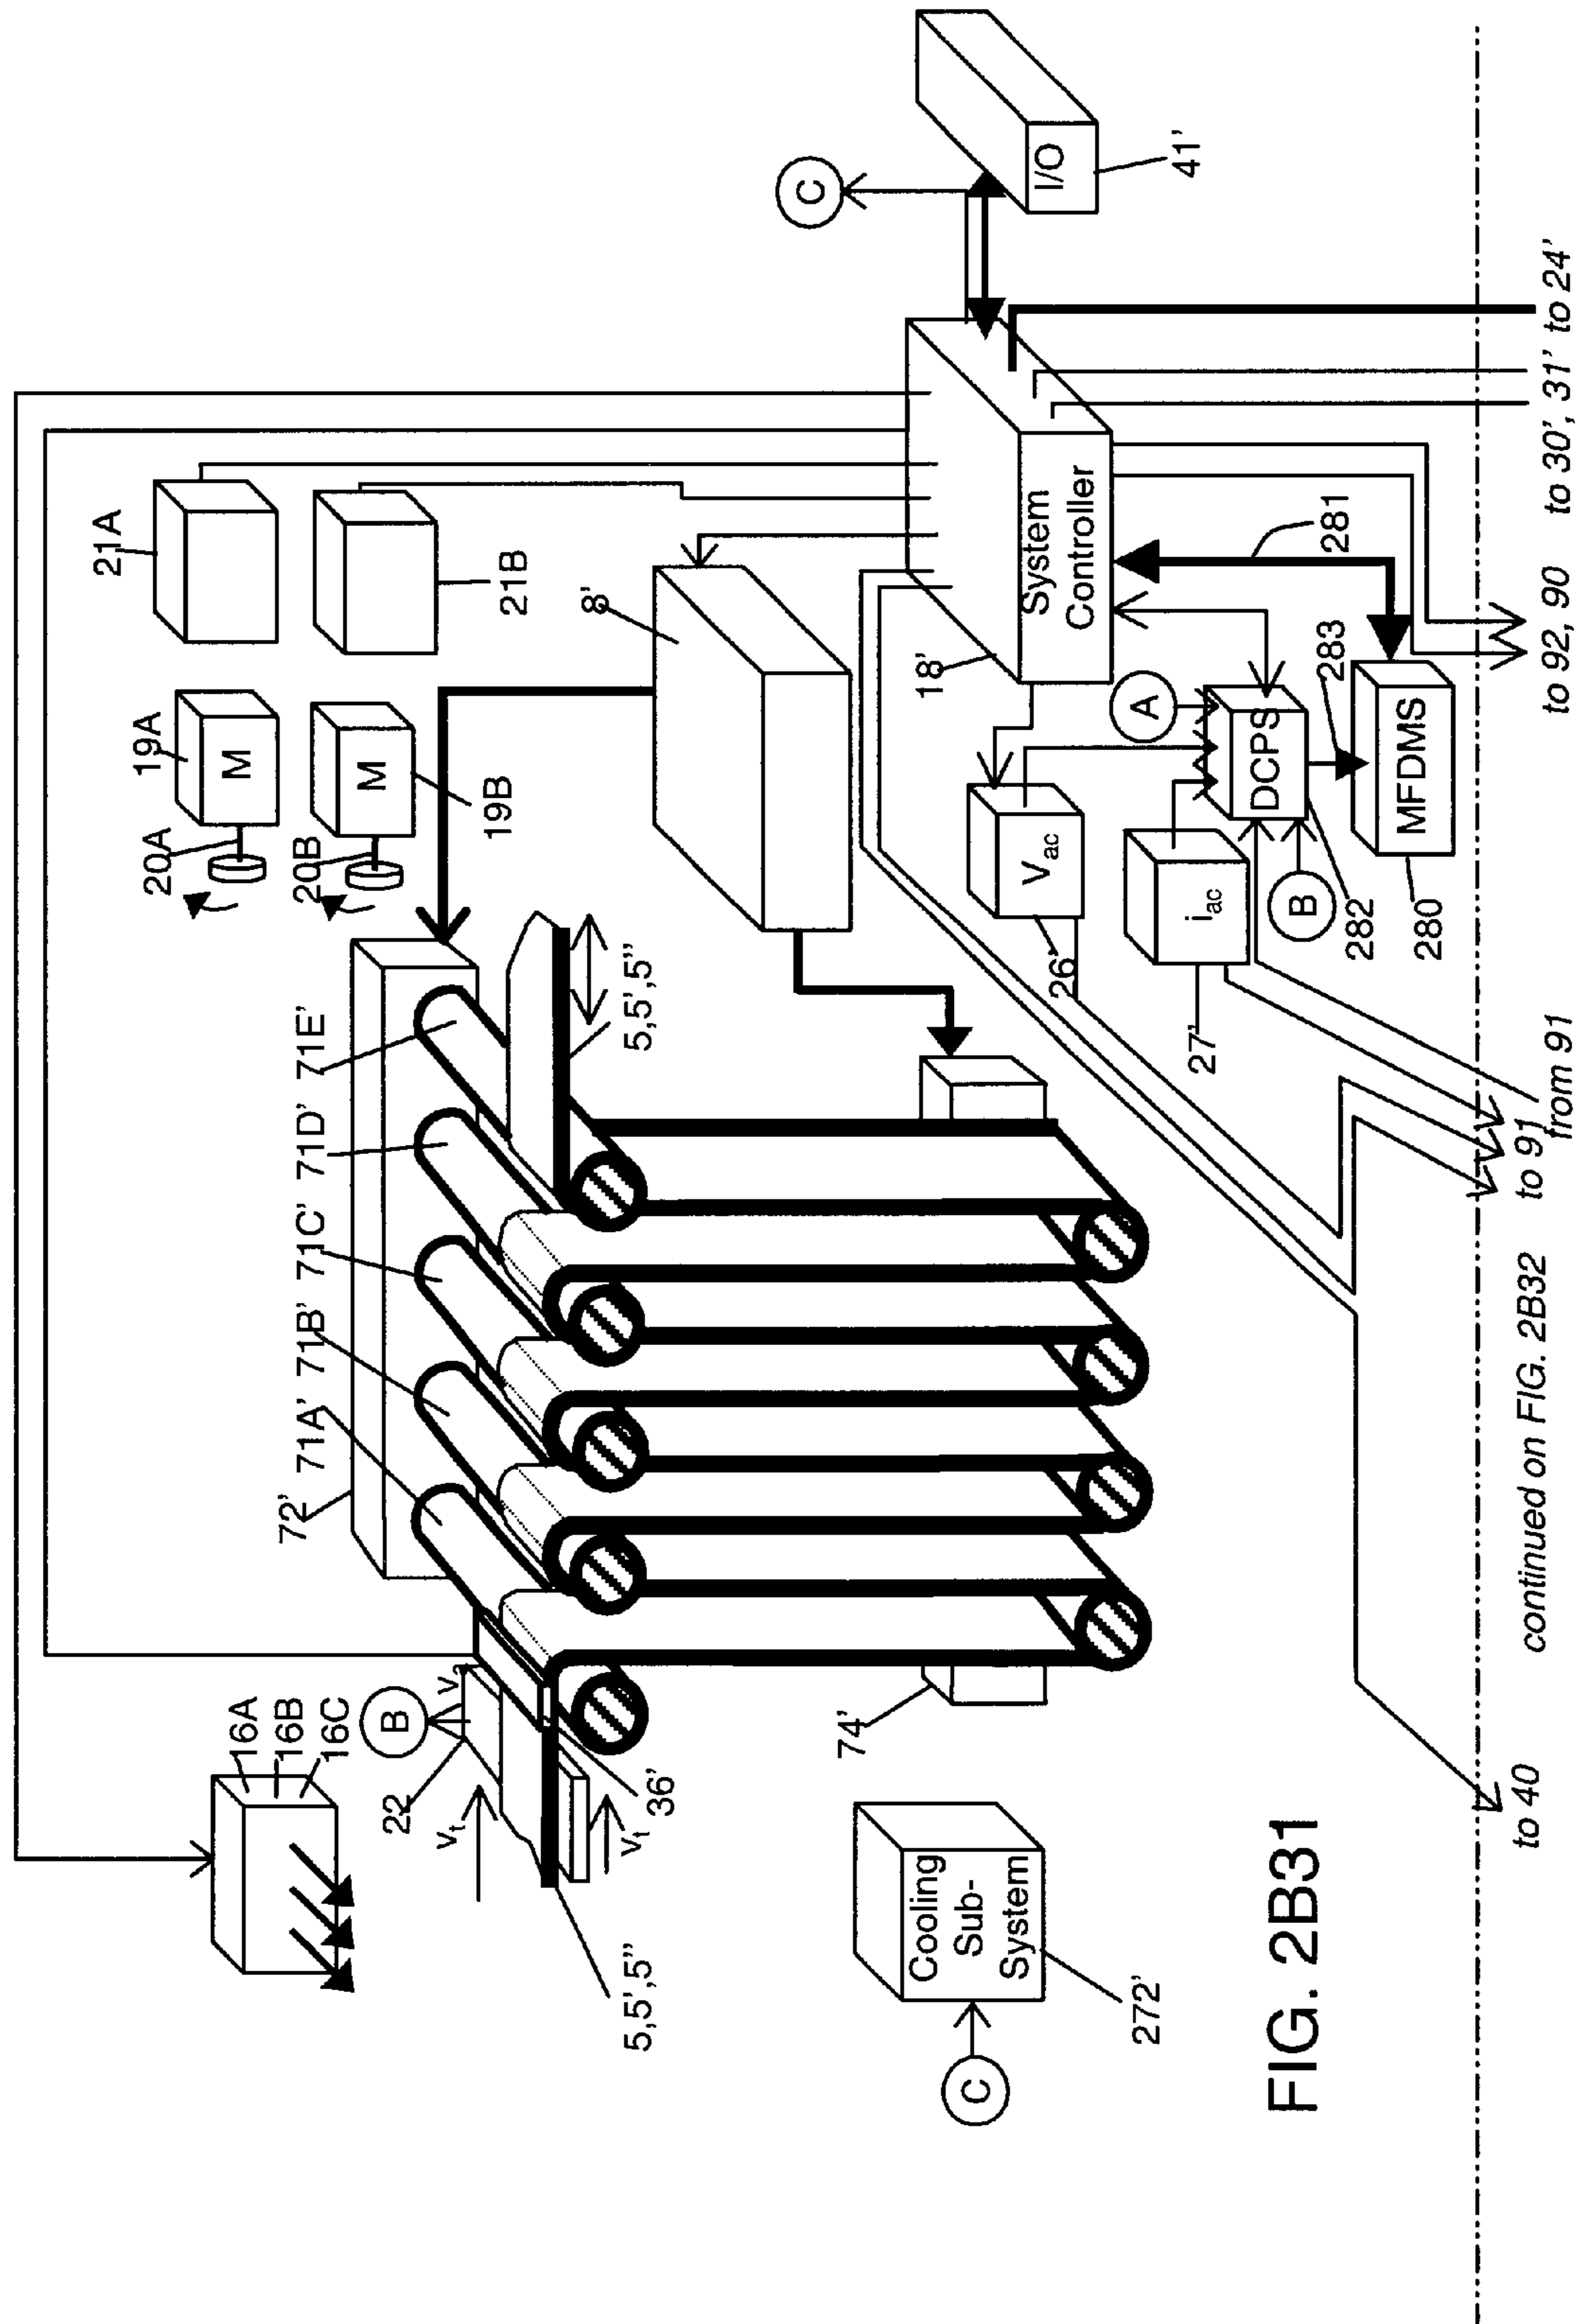 16A
16B
16C
B
22
v
vt
vt
36'
5,5',5"
72'
71A'
71B'
71C'
71D'
71E'
5,5',5"
20A
19A
M
20B
M
19B
21A
21B
8'
74'
Cooling
Sub-
System
272'
C
18'
System
Controller
C
I/O
41'
Vac
26'
iac
27'
A
DCPS
B
282
283
MFDMS
280
281
FIG. 2B31
to 40
continued on FIG. 2B32
to 91
from 91
to 92, 90
to 30', 31'
to 24'